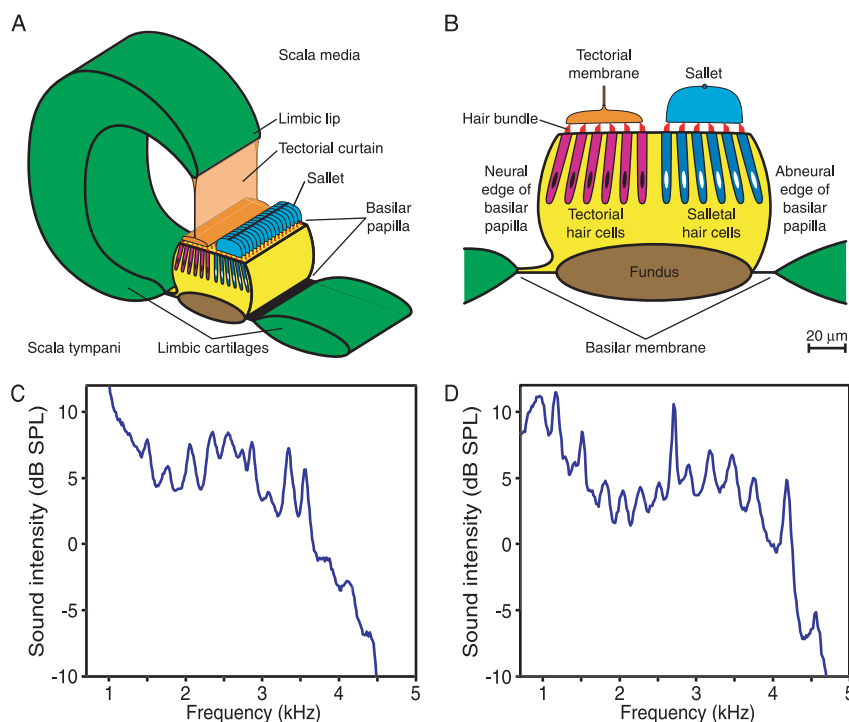 A
Scala media
Limbic lip
Tectorial curtain
Sallet
Basilar
papilla
Scala tympani
Limbic cartilages
B
Tectorial
membrane
Sallet
Hair bundle
Neural
edge of
basilar
papilla
Abneural
edge of
basilar
papilla
Tectorial
hair cells
Salletal
hair cells
Fundus
Basilar membrane
20 μm
C
Sound intensity (dB SPL)
10
5
0
-5
-10
1 2 3 4 5
Frequency (kHz)
D
Sound intensity (dB SPL)
10
5
0
-5
-10
1 2 3 4 5
Frequency (kHz)